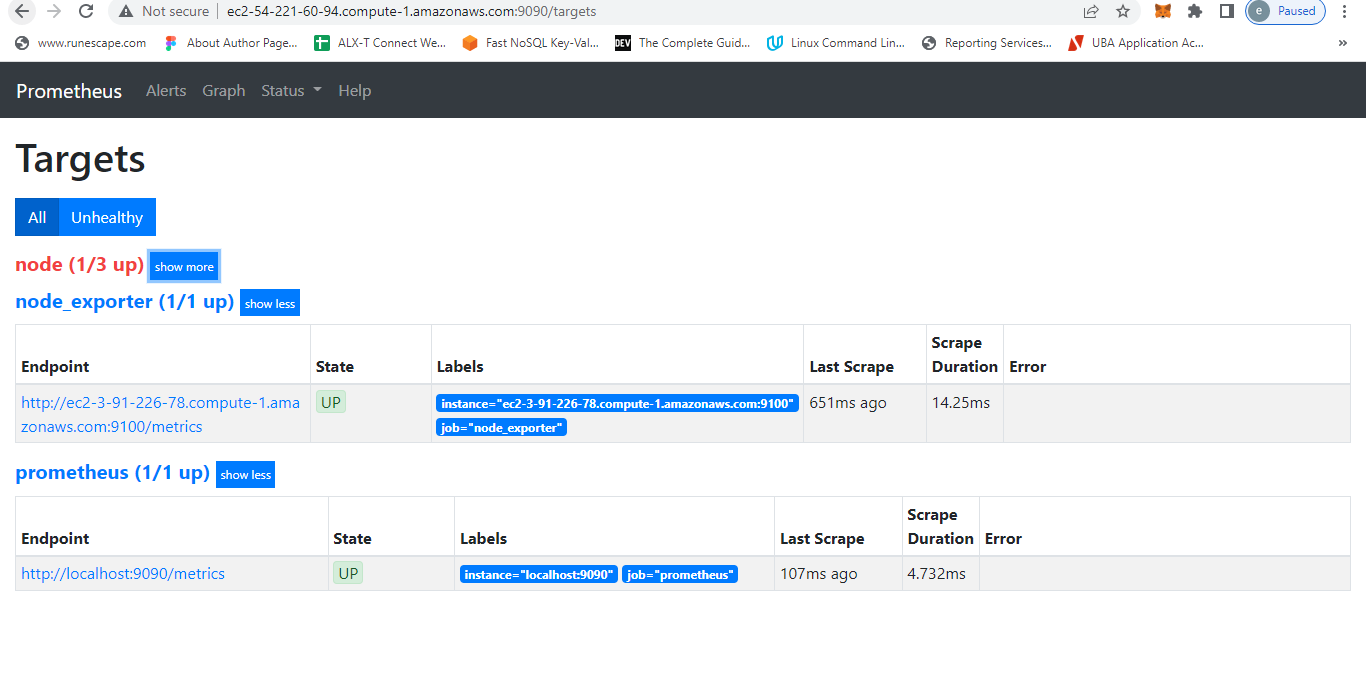 Not secure | ec2-54-221-60-94.compute-1.amazonaws.com:9090/targets e Paused
www.runescape.com About Author Page... ALX-T Connect We... Fast NoSQL Key-Val... DEV The Complete Guid... Linux Command Lin... Reporting Services... UBA Application Ac... »
Prometheus Alerts Graph Status Help
Targets
All Unhealthy
node (1/3 up) show more
node_exporter (1/1 up) show less
Endpoint State Labels Last Scrape Scrape Duration Error
http://ec2-3-91-226-78.compute-1.ama UP instance="ec2-3-91-226-78.compute-1.amazonaws.com:9100" 651ms ago 14.25ms
zonaws.com:9100/metrics job="node_exporter"
prometheus (1/1 up) show less
Endpoint State Labels Last Scrape Scrape Duration Error
http://localhost:9090/metrics UP instance="localhost:9090" job="prometheus" 107ms ago 4.732ms